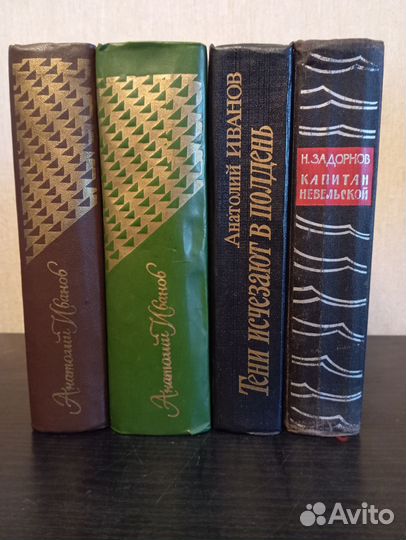 Анатолий Иванов
Анатолий Иванов
Анатолий ИВАНОВ
Тени исчезают в полдень
Н. ЗАДОРНОВ
КАПИТАН
НЕВЕЛЬСКОЙ
Avito